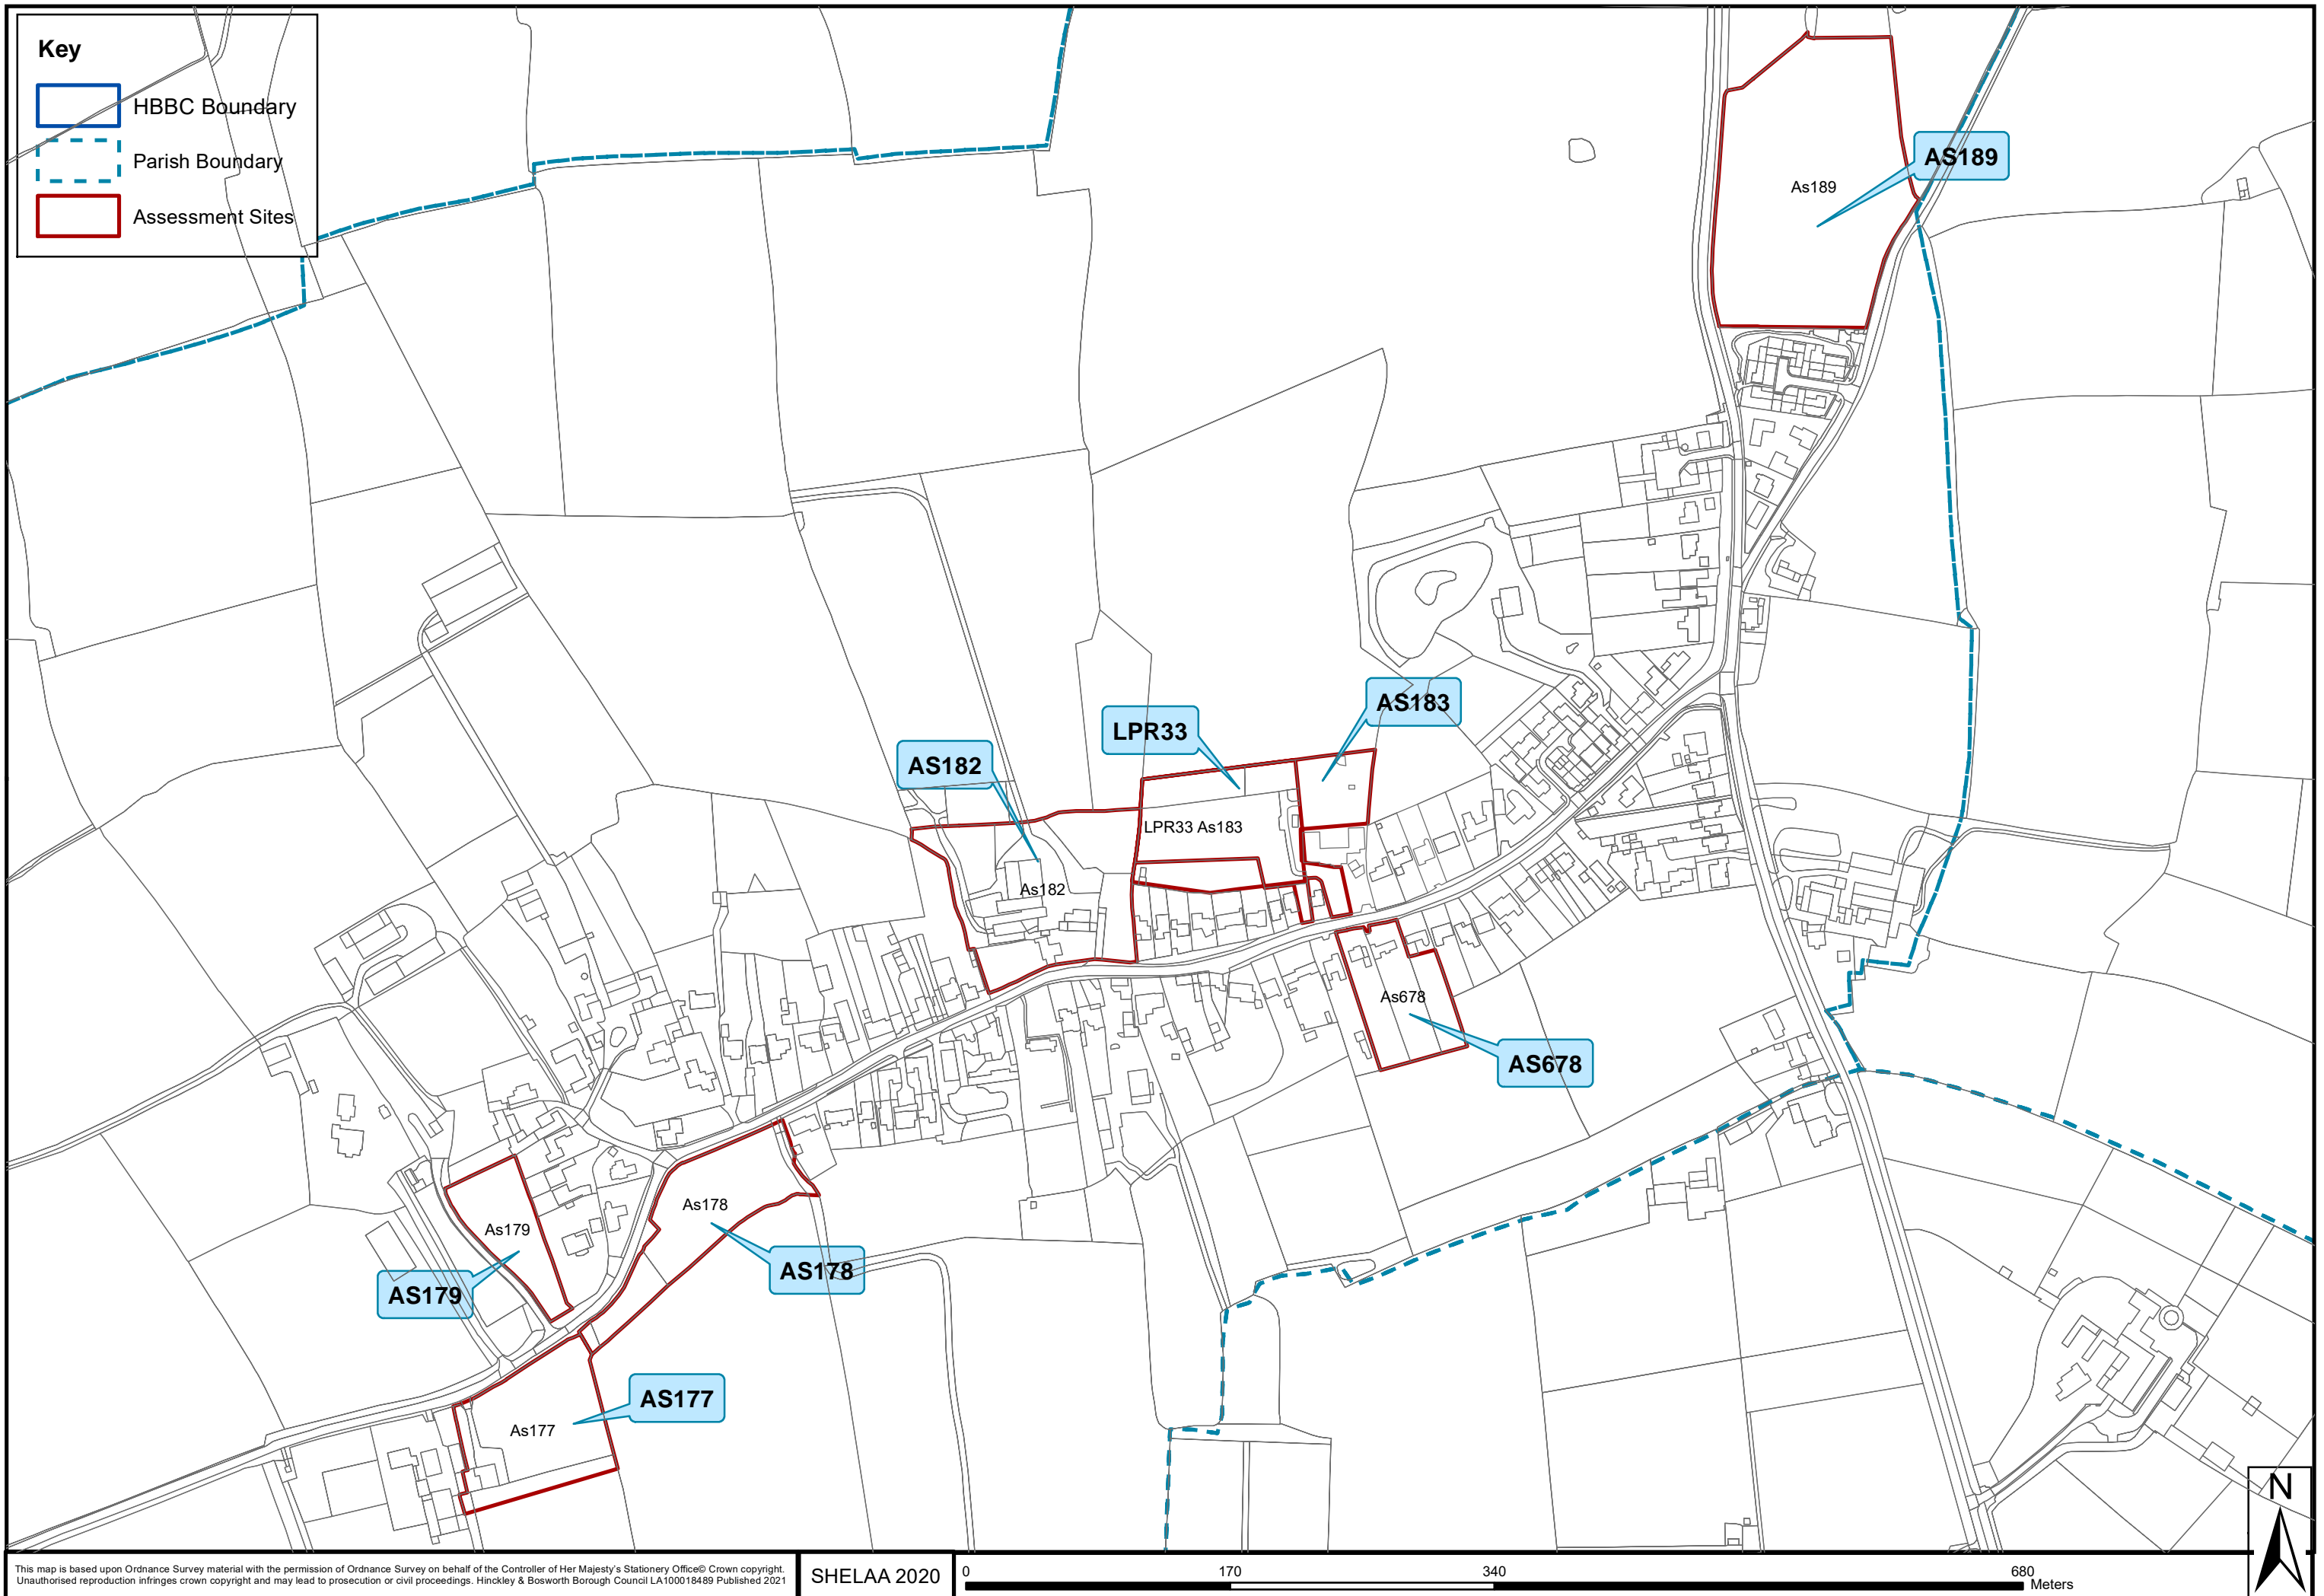 Key
HBBC Boundary
Parish Boundary
Assessment Sites
AS189
As189
AS183
LPR33
AS182
LPR33 As183
As182
As678
AS678
As178
As179
AS178
AS179
AS177
As177
N
This map is based upon Ordnance Survey material with the permission of Ordnance Survey on behalf of the Controller of Her Majesty's Stationery Office© Crown copyright.
Unauthorised reproduction infringes crown copyright and may lead to prosecution or civil proceedings. Hinckley & Bosworth Borough Council LA100018489 Published 2021
SHELAA 2020
0 170 340 680
Meters